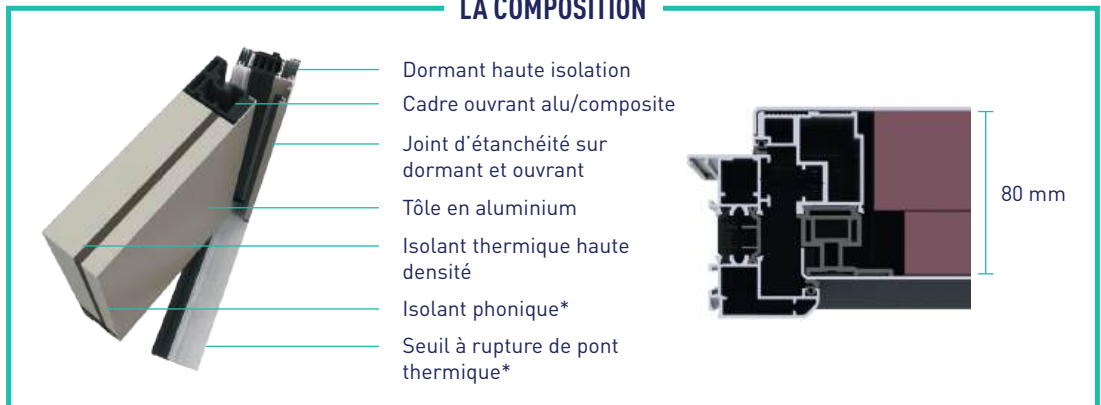 LA COMPOSITION
Dormant haute isolation
Cadre ouvrant alu/composite
Joint d'étanchéité sur
dormant et ouvrant
Tôle en aluminium
Isolant thermique haute
densité
Isolant phonique*
Seuil à rupture de pont
thermique*
80 mm